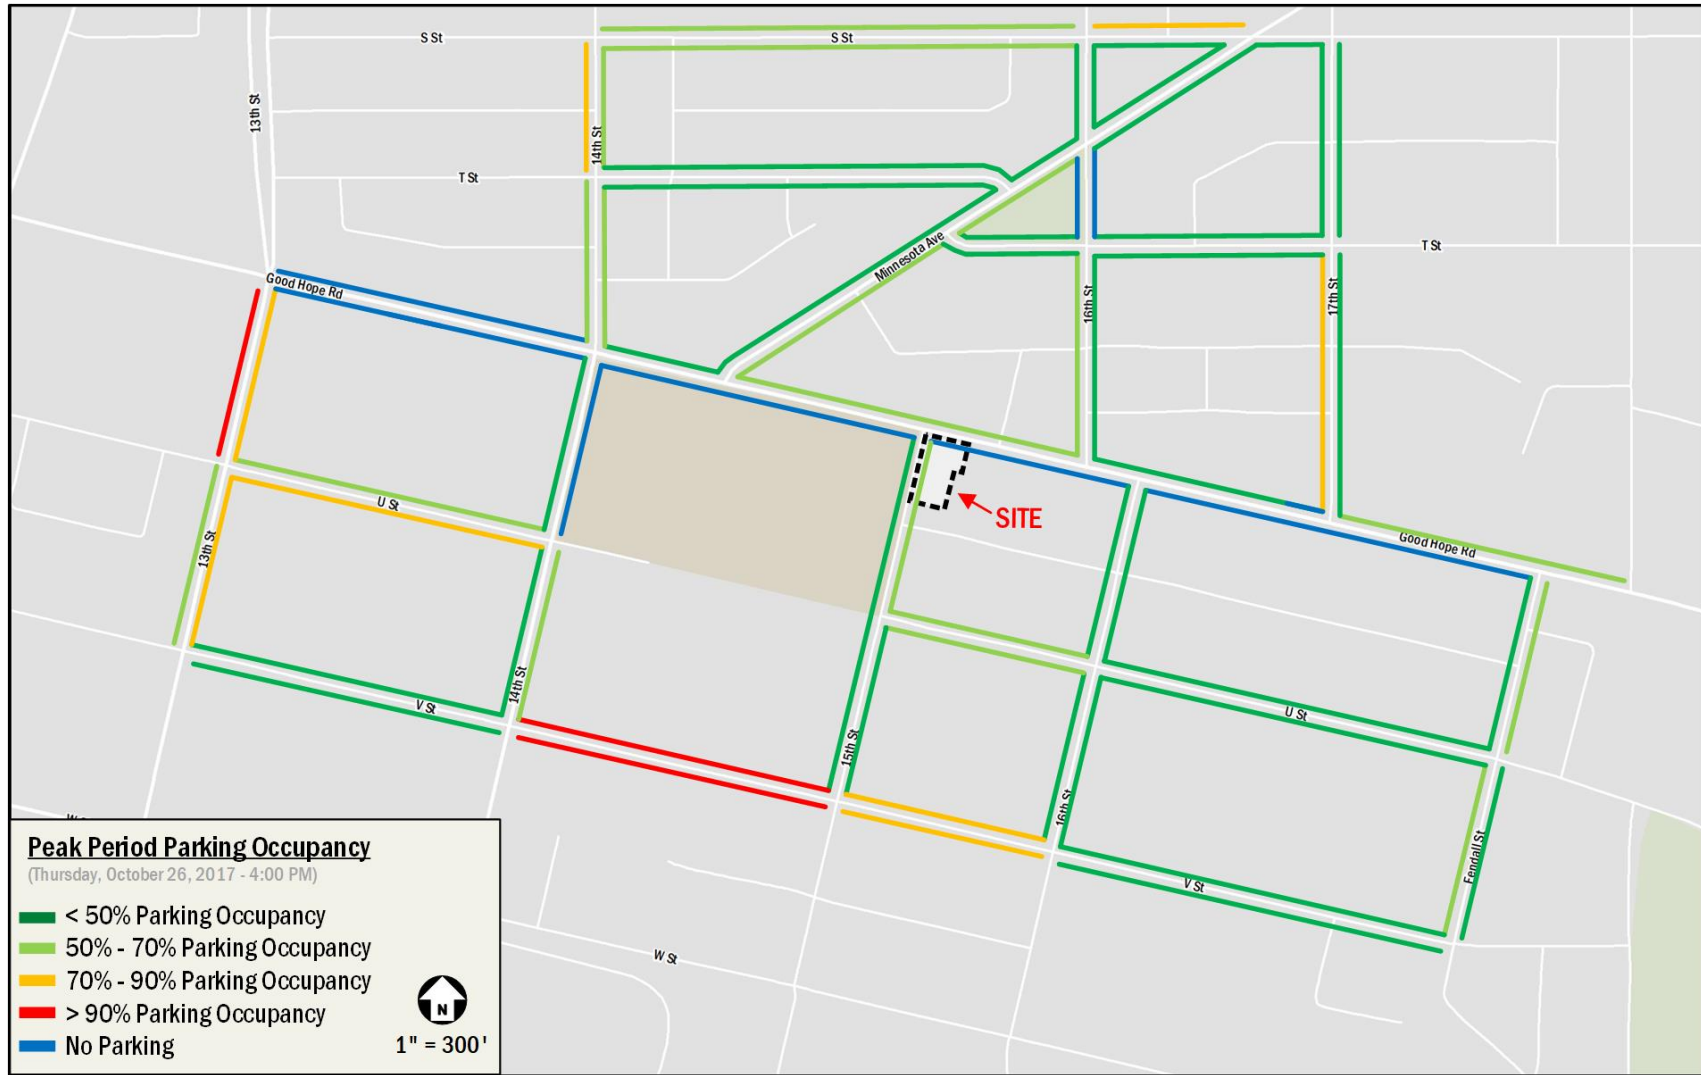 S St
S St
13th St
14th St
T St
Minnesota Ave
T St
Good Hope Rd
16th St
17th St
SITE
U St
Good Hope Rd
13th St
14th St
U St
V St
15th St
16th St
Fendall St
V St
W St
Peak Period Parking Occupancy
(Thursday, October 26, 2017 - 4:00 PM)
< 50% Parking Occupancy
50% - 70% Parking Occupancy
70% - 90% Parking Occupancy
> 90% Parking Occupancy
No Parking
N
1" = 300'